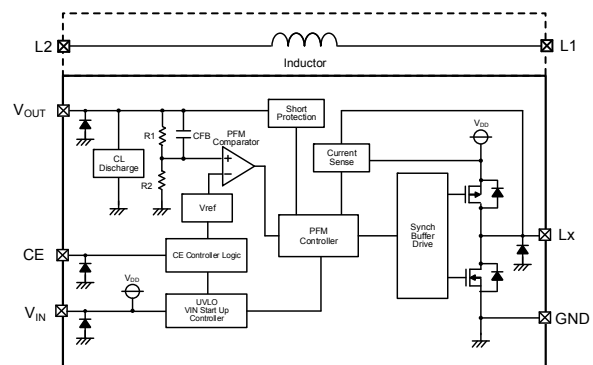 L2
L1
Inductor
VOUT
R1
CFB
PFM
Comparator
Short
Protection
VDD
CL
Discharge
R2
+
−
Current
Sense
Vref
PFM
Controller
Synch
Buffer
Drive
Lx
CE
CE Controller Logic
VDD
VIN
UVLO
VIN Start Up
Controller
GND